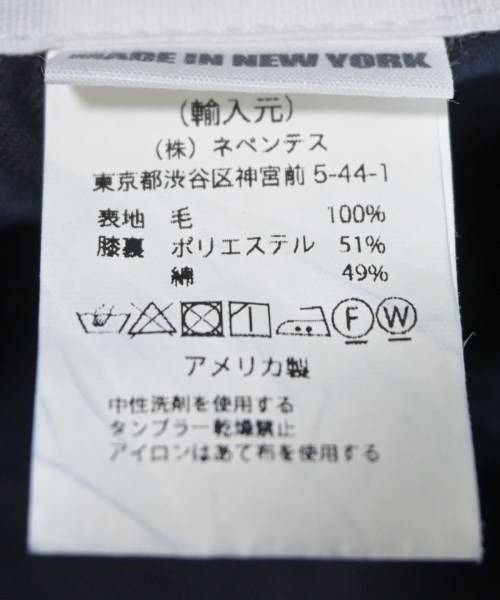 MADE IN NEW YORK
(輸入元)
(株) ネペンテス
東京都渋谷区神宮前 5-44-1
表地 毛 100%
膝裏 ポリエステル 51%
綿 49%
F W
アメリカ製
中性洗剤を使用する
タンブラー乾燥禁止
アイロンはあて布を使用する